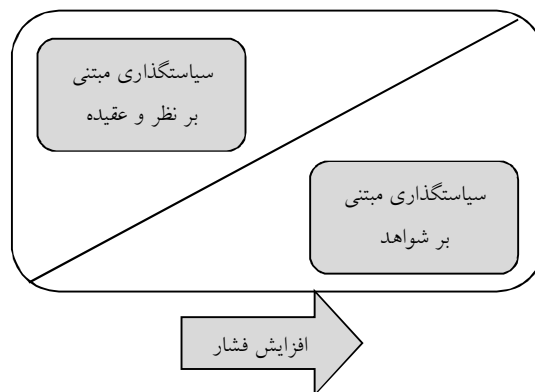 سیاستگذاری مبتنی
بر نظر و عقیده
سیاستگذاری مبتنی
بر شواهد
افزایش فشار